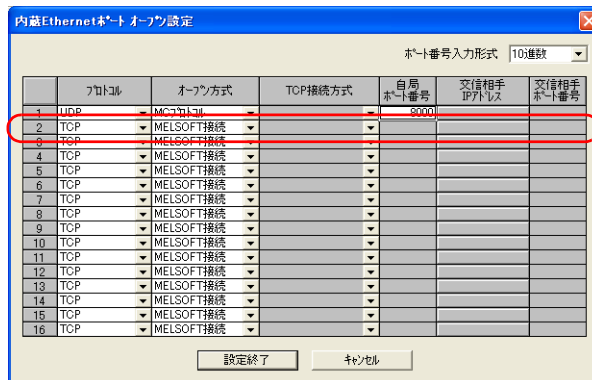 内蔵Ethernetポート オープン設定
ポート番号入力形式 10進数
プロトコル オープン方式 TCP接続方式 自局ポート番号 交信相手IPアドレス 交信相手ポート番号
1 UDP MCプロトコル 8000
2 TCP MELSOFT接続
3 TCP MELSOFT接続
4 TCP MELSOFT接続
5 TCP MELSOFT接続
6 TCP MELSOFT接続
7 TCP MELSOFT接続
8 TCP MELSOFT接続
9 TCP MELSOFT接続
10 TCP MELSOFT接続
11 TCP MELSOFT接続
12 TCP MELSOFT接続
13 TCP MELSOFT接続
14 TCP MELSOFT接続
15 TCP MELSOFT接続
16 TCP MELSOFT接続
設定終了 キャンセル